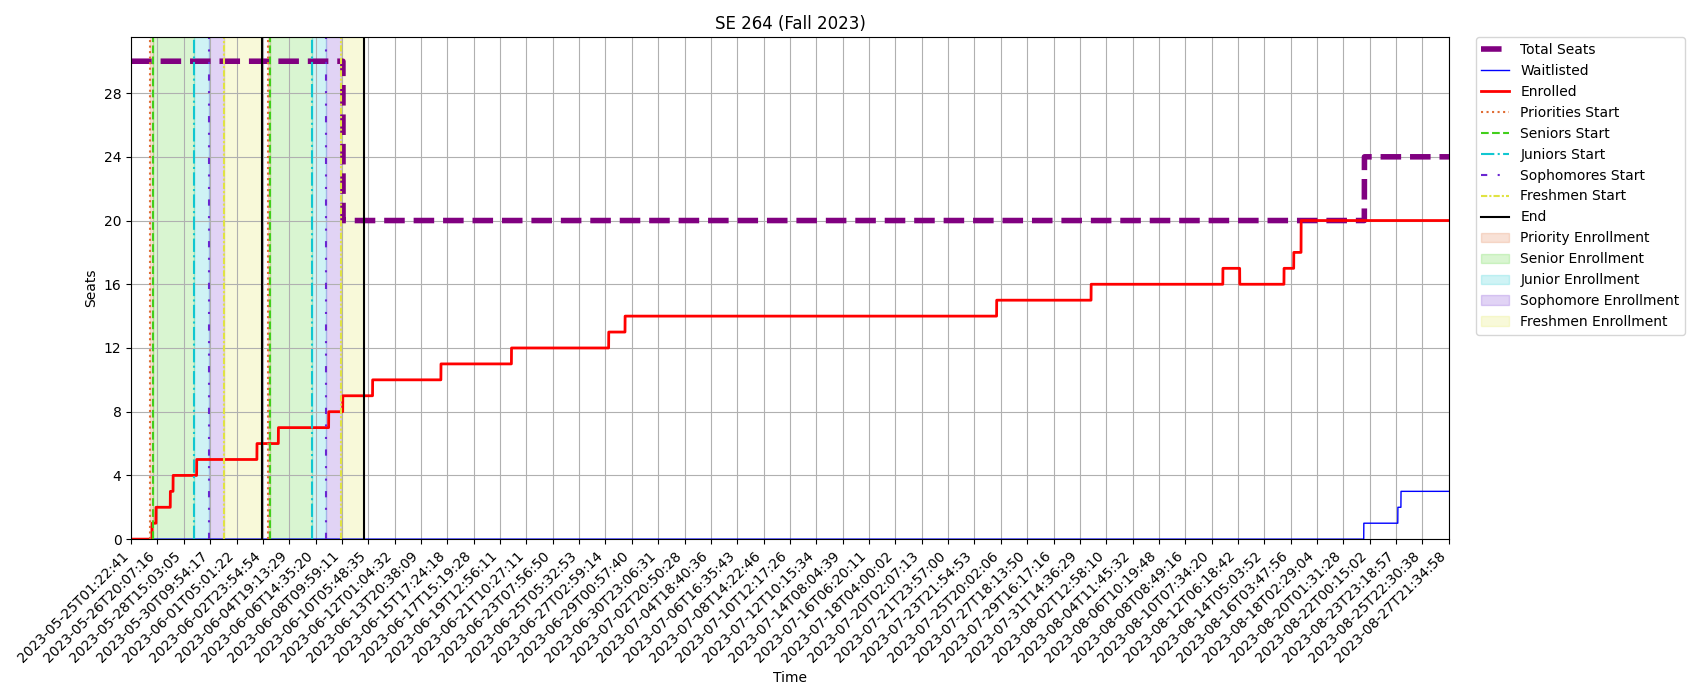 SE 264 (Fall 2023)
28
24
20
16
12
8
4
0
Seats
2023-05-25T01:22:41
2023-05-26T20:07:16
2023-05-28T15:03:05
2023-05-30T09:54:17
2023-06-01T05:01:22
2023-06-02T23:54:54
2023-06-04T19:13:29
2023-06-06T14:35:20
2023-06-08T09:59:11
2023-06-10T05:48:35
2023-06-12T01:04:32
2023-06-13T20:38:09
2023-06-15T17:24:18
2023-06-17T15:19:28
2023-06-19T12:56:11
2023-06-21T10:27:11
2023-06-23T07:56:50
2023-06-25T05:32:53
2023-06-27T02:59:14
2023-06-29T00:57:40
2023-06-30T23:06:31
2023-07-02T20:50:28
2023-07-04T18:40:36
2023-07-06T16:35:43
2023-07-08T14:22:46
2023-07-10T12:17:26
2023-07-12T10:15:34
2023-07-14T08:04:39
2023-07-16T06:20:11
2023-07-18T04:00:02
2023-07-20T02:07:13
2023-07-21T23:57:00
2023-07-23T21:54:53
2023-07-25T20:02:06
2023-07-27T18:13:50
2023-07-29T16:17:16
2023-07-31T14:36:29
2023-08-02T12:58:10
2023-08-04T11:45:32
2023-08-06T10:19:48
2023-08-08T08:49:16
2023-08-10T07:34:20
2023-08-12T06:18:42
2023-08-14T05:03:52
2023-08-16T03:47:56
2023-08-18T02:29:04
2023-08-20T01:31:28
2023-08-22T00:15:02
2023-08-23T23:18:57
2023-08-25T22:30:38
2023-08-27T21:34:58
Time
Total Seats
Waitlisted
Enrolled
Priorities Start
Seniors Start
Juniors Start
Sophomores Start
Freshmen Start
End
Priority Enrollment
Senior Enrollment
Junior Enrollment
Sophomore Enrollment
Freshmen Enrollment